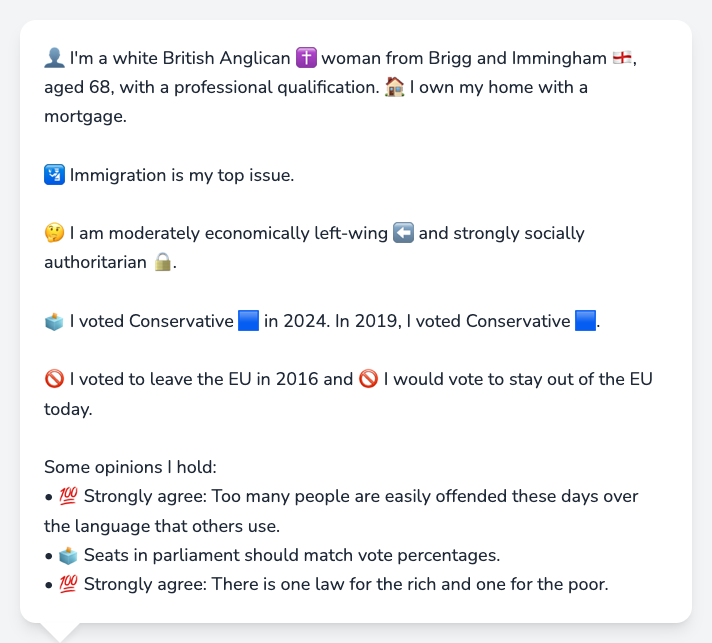 👤 I'm a white British Anglican ✝️ woman from Brigg and Immingham 🏴󠁧󠁢󠁥󠁮󠁧󠁿,
aged 68, with a professional qualification. 🏠 I own my home with a
mortgage.
🛂 Immigration is my top issue.
🤔 I am moderately economically left-wing ⬅️ and strongly socially
authoritarian 🔒.
🗳️ I voted Conservative 🟦 in 2024. In 2019, I voted Conservative 🟦.
🚫 I voted to leave the EU in 2016 and 🚫 I would vote to stay out of the EU
today.
Some opinions I hold:
• 💯 Strongly agree: Too many people are easily offended these days over
the language that others use.
• 🗳️ Seats in parliament should match vote percentages.
• 💯 Strongly agree: There is one law for the rich and one for the poor.